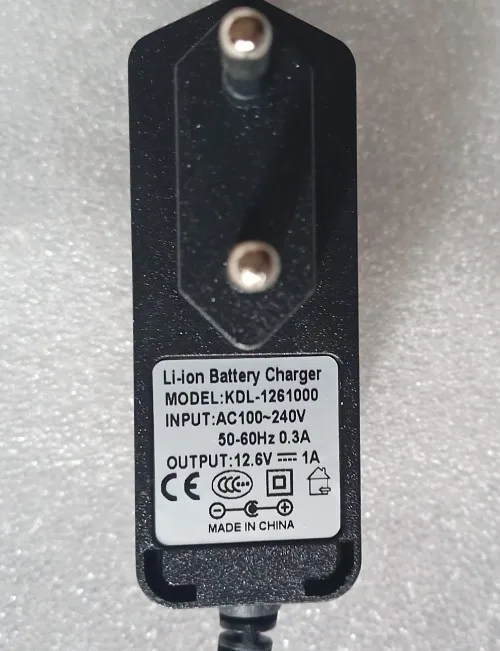 Li-ion Battery Charger
MODEL:KDL-1261000
INPUT:AC100~240V
50-60Hz 0.3A
OUTPUT:12.6V ⎓ 1A
CE CCC
MADE IN CHINA